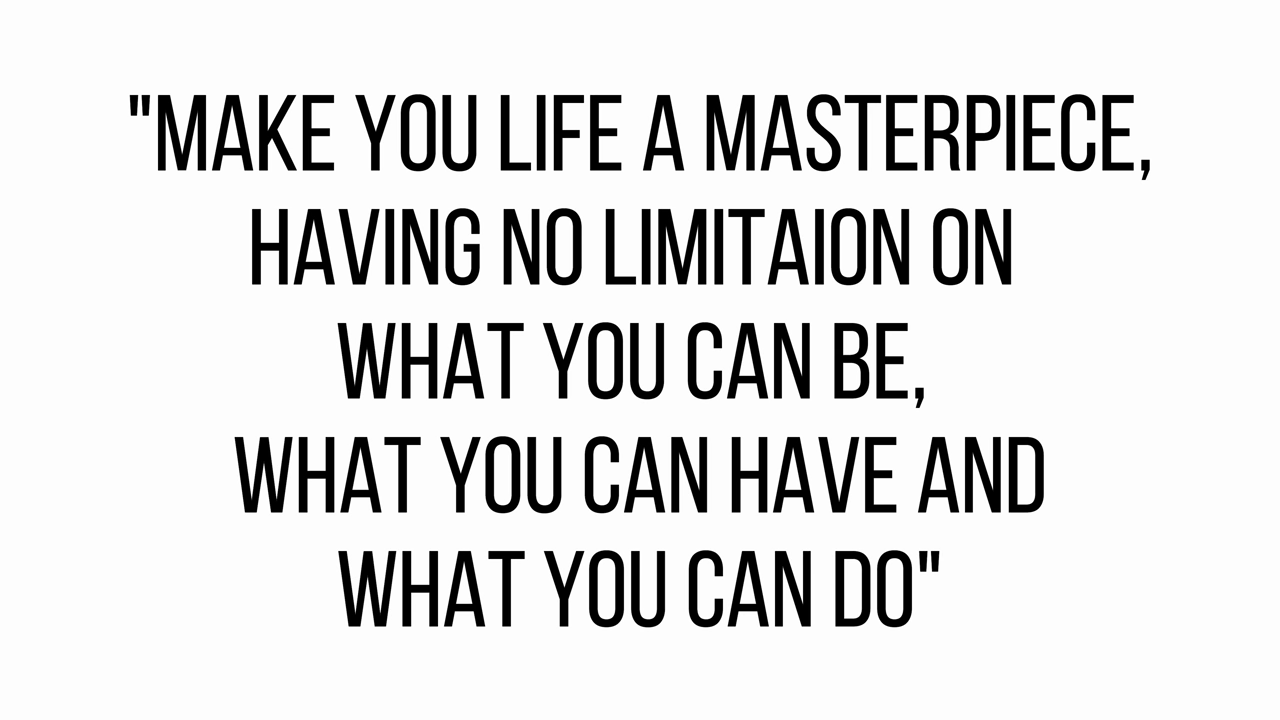 "MAKE YOU LIFE A MASTERPIECE,
HAVING NO LIMITAION ON
WHAT YOU CAN BE,
WHAT YOU CAN HAVE AND
WHAT YOU CAN DO"